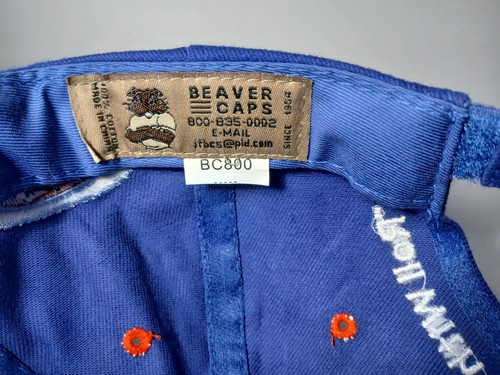 BEAVER
CAPS
800-835-0002
E-MAIL
jfbcs@pld.com
SINCE 1954
100% COTTON
MADE IN CHINA
BC800